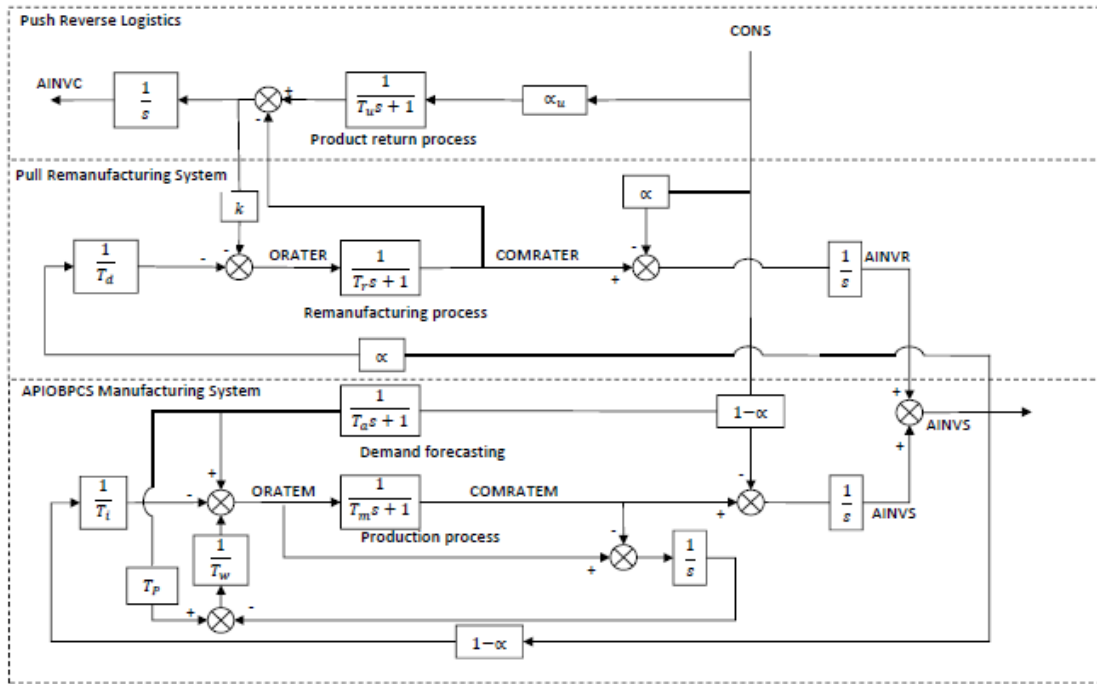 Push Reverse Logistics
CONS
AINVC
1/s
+
-
1/(T_u s + 1)
∝_u
Product return process
Pull Remanufacturing System
k
∝
1/T_d
-
-
ORATER
1/(T_r s + 1)
COMRATER
-
+
1/s
AINVR
Remanufacturing process
∝
APIOBPCS Manufacturing System
1/(T_a s + 1)
1−∝
Demand forecasting
+
+
AINVS
+
1/T_i
-
+
ORATEM
1/(T_m s + 1)
COMRATEM
-
+
1/s
AINVS
Production process
1/T_w
-
+
1/s
T_P
+
-
1−∝